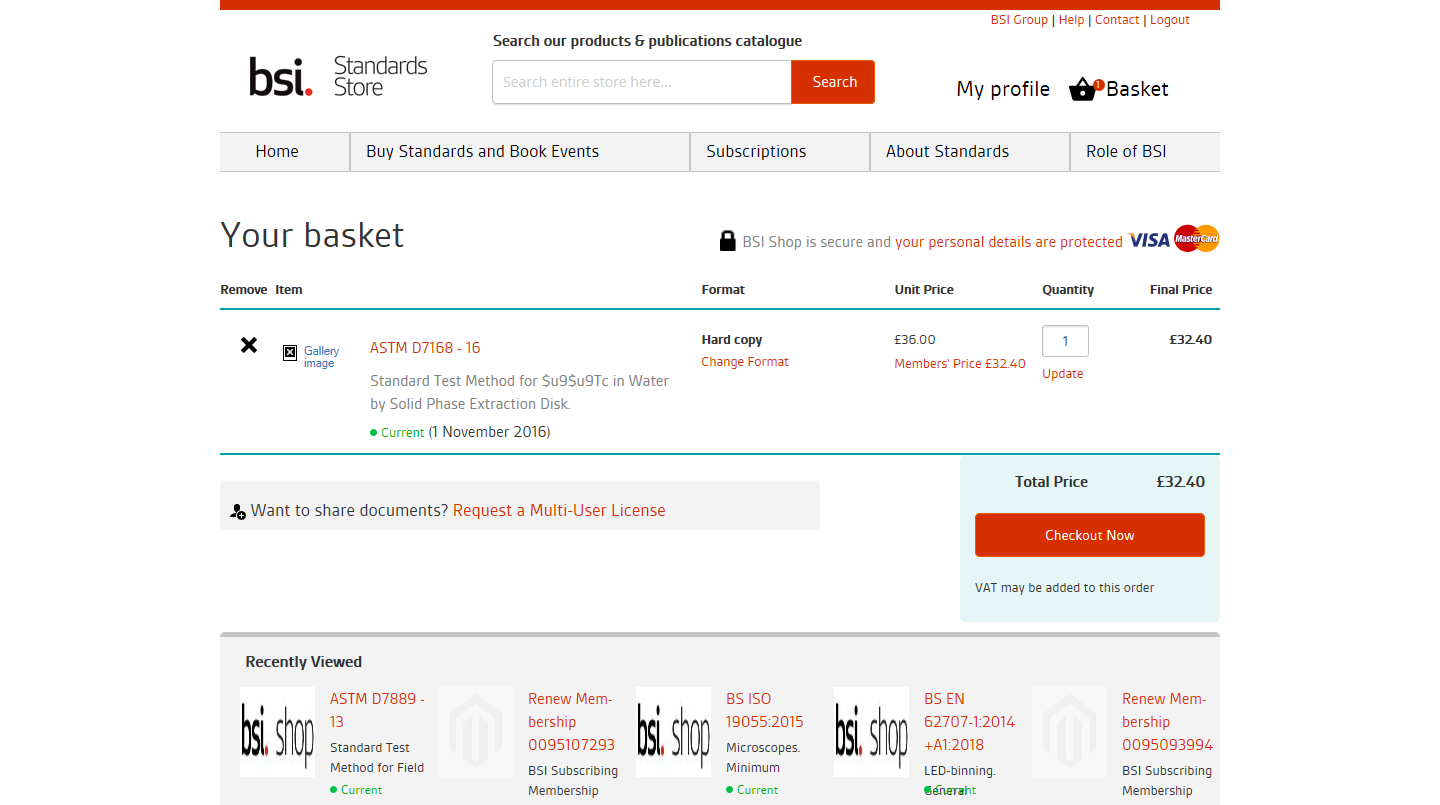 BSI Group | Help | Contact | Logout
Search our products & publications catalogue
bsi. Standards Store
Search entire store here...
Search
My profile
1
Basket
Home
Buy Standards and Book Events
Subscriptions
About Standards
Role of BSI
Your basket
BSI Shop is secure and your personal details are protected VISA MasterCard
Remove Item Format Unit Price Quantity Final Price
Gallery image
ASTM D7168 - 16
Standard Test Method for $u9$u9Tc in Water
by Solid Phase Extraction Disk.
Current (1 November 2016)
Hard copy
Change Format
£36.00
Members' Price £32.40
1
Update
£32.40
Want to share documents? Request a Multi-User License
Total Price £32.40
Checkout Now
VAT may be added to this order
Recently Viewed
bsi. shop
ASTM D7889 -
13
Standard Test
Method for Field
Current
Renew Mem-
bership
0095107293
BSI Subscribing
Membership
bsi. shop
BS ISO
19055:2015
Microscopes.
Minimum
Current
bsi. shop
BS EN
62707-1:2014
+A1:2018
LED-binning.
General
Current
Renew Mem-
bership
0095093994
BSI Subscribing
Membership